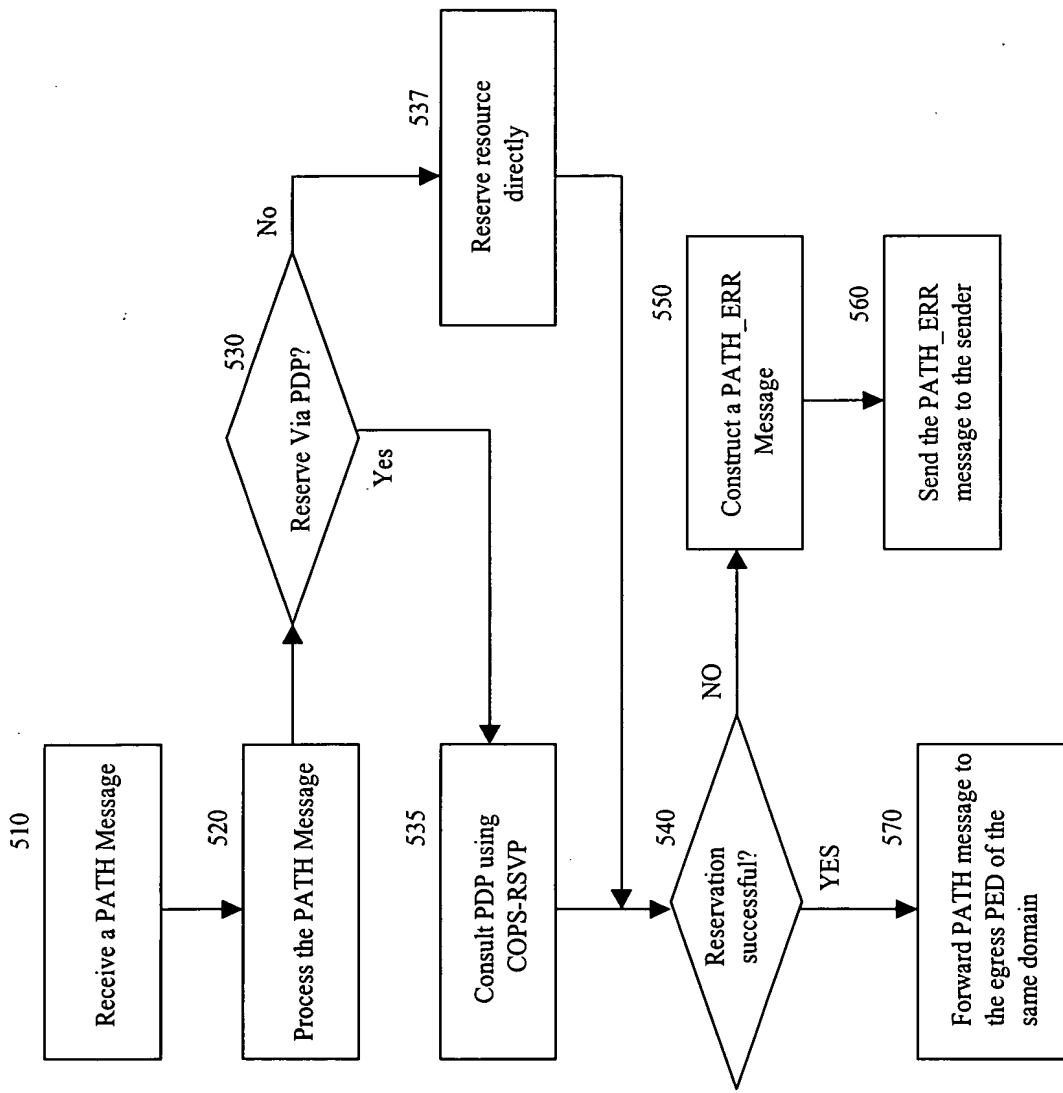 510
Receive a PATH Message
520
Process the PATH Message
530
Reserve Via PDP?
No
Yes
537
Reserve resource
directly
535
Consult PDP using
COPS-RSVP
540
Reservation
successful?
NO
YES
550
Construct a PATH_ERR
Message
560
Send the PATH_ERR
message to the sender
570
Forward PATH message to
the egress PED of the
same domain